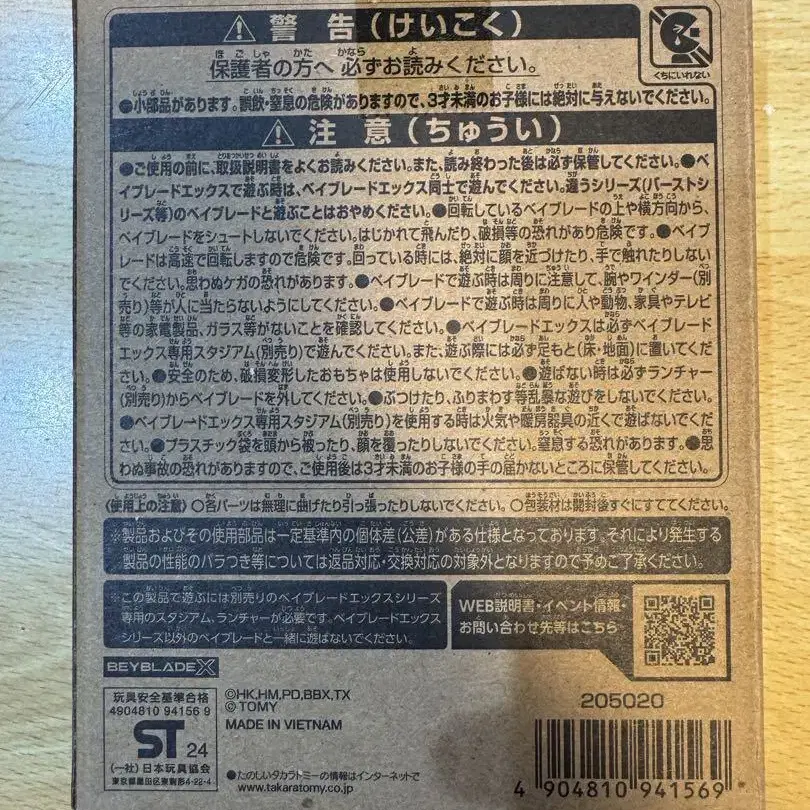 警告(けいこく)
保護者の方へ 必ずお読みください。
くちにいれない
●小部品があります。誤飲・窒息の危険がありますので、3才未満のお子様には絶対に与えないでください。
注意(ちゅうい)
●ご使用の前に、取扱説明書をよくお読みください。また、読み終わった後は必ず保管してください。●ベイ
ブレードエックスで遊ぶ時は、ベイブレードエックス同士で遊んでください。違うシリーズ(バーストシ
リーズ等)のベイブレードと遊ぶことはおやめください。●回転しているベイブレードの上や横方向から、
ベイブレードをシュートしないでください。はじかれて飛んだり、破損等の恐れがあり危険です。●ベイブ
レードは高速で回転しますので危険です。回っている時には、絶対に顔を近づけたり、手で触れたりしない
でください。思わぬケガの恐れがあります。●ベイブレードで遊ぶ時は周りに注意して、腕やワインダー(別
売り)等が人に当たらないようにしてください。●ベイブレードで遊ぶ時は周りに人や動物、家具やテレビ
等の家電製品、ガラス等がないことを確認してください。●ベイブレードエックスは必ずベイブレード
エックス専用スタジアム(別売り)で遊んでください。また、遊ぶ際には必ず足もと(床・地面)に置いてくだ
さい。●安全のため、破損変形したおもちゃは使用しないでください。●遊ばない時は必ずランチャー
(別売り)からベイブレードを外してください。●ぶつけたり、ふりまわす等乱暴な遊びをしないでください。
●ベイブレードエックス専用スタジアム(別売り)を使用する時は火気や暖房器具の近くで遊ばないでくだ
さい。●プラスチック袋を頭から被ったり、顔を覆ったりしないでください。窒息する恐れがあります。●思
わぬ事故の恐れがありますので、ご使用後は3才未満のお子様の手の届かないところに保管してください。
〈使用上の注意〉○各パーツは無理に曲げたり引っ張ったりしないでください。○包装材は開封後すぐにすててください。
※製品およびその使用部品は一定基準内の個体差(公差)がある仕様となっております。それにより発生する
製品の性能のバラつき等については返品対応・交換対応の対象外となりますので予めご了承ください。
※この製品で遊ぶには別売りのベイブレードエックスシリーズ
専用のスタジアム、ランチャーが必要です。ベイブレードエックス
シリーズ以外のベイブレードと一緒に遊ばないでください。
WEB説明書・イベント情報・
お問い合わせ先等はこちら
BEYBLADE X
玩具安全基準合格
4904810 94156 9
ST 24
(一社)日本玩具協会
東京都墨田区東駒形4-22-4
©HK,HM,PD,BBX,TX
© TOMY
MADE IN VIETNAM
●たのしいタカラトミーの情報はインターネットで
www.takaratomy.co.jp
205020
4 904810 941569